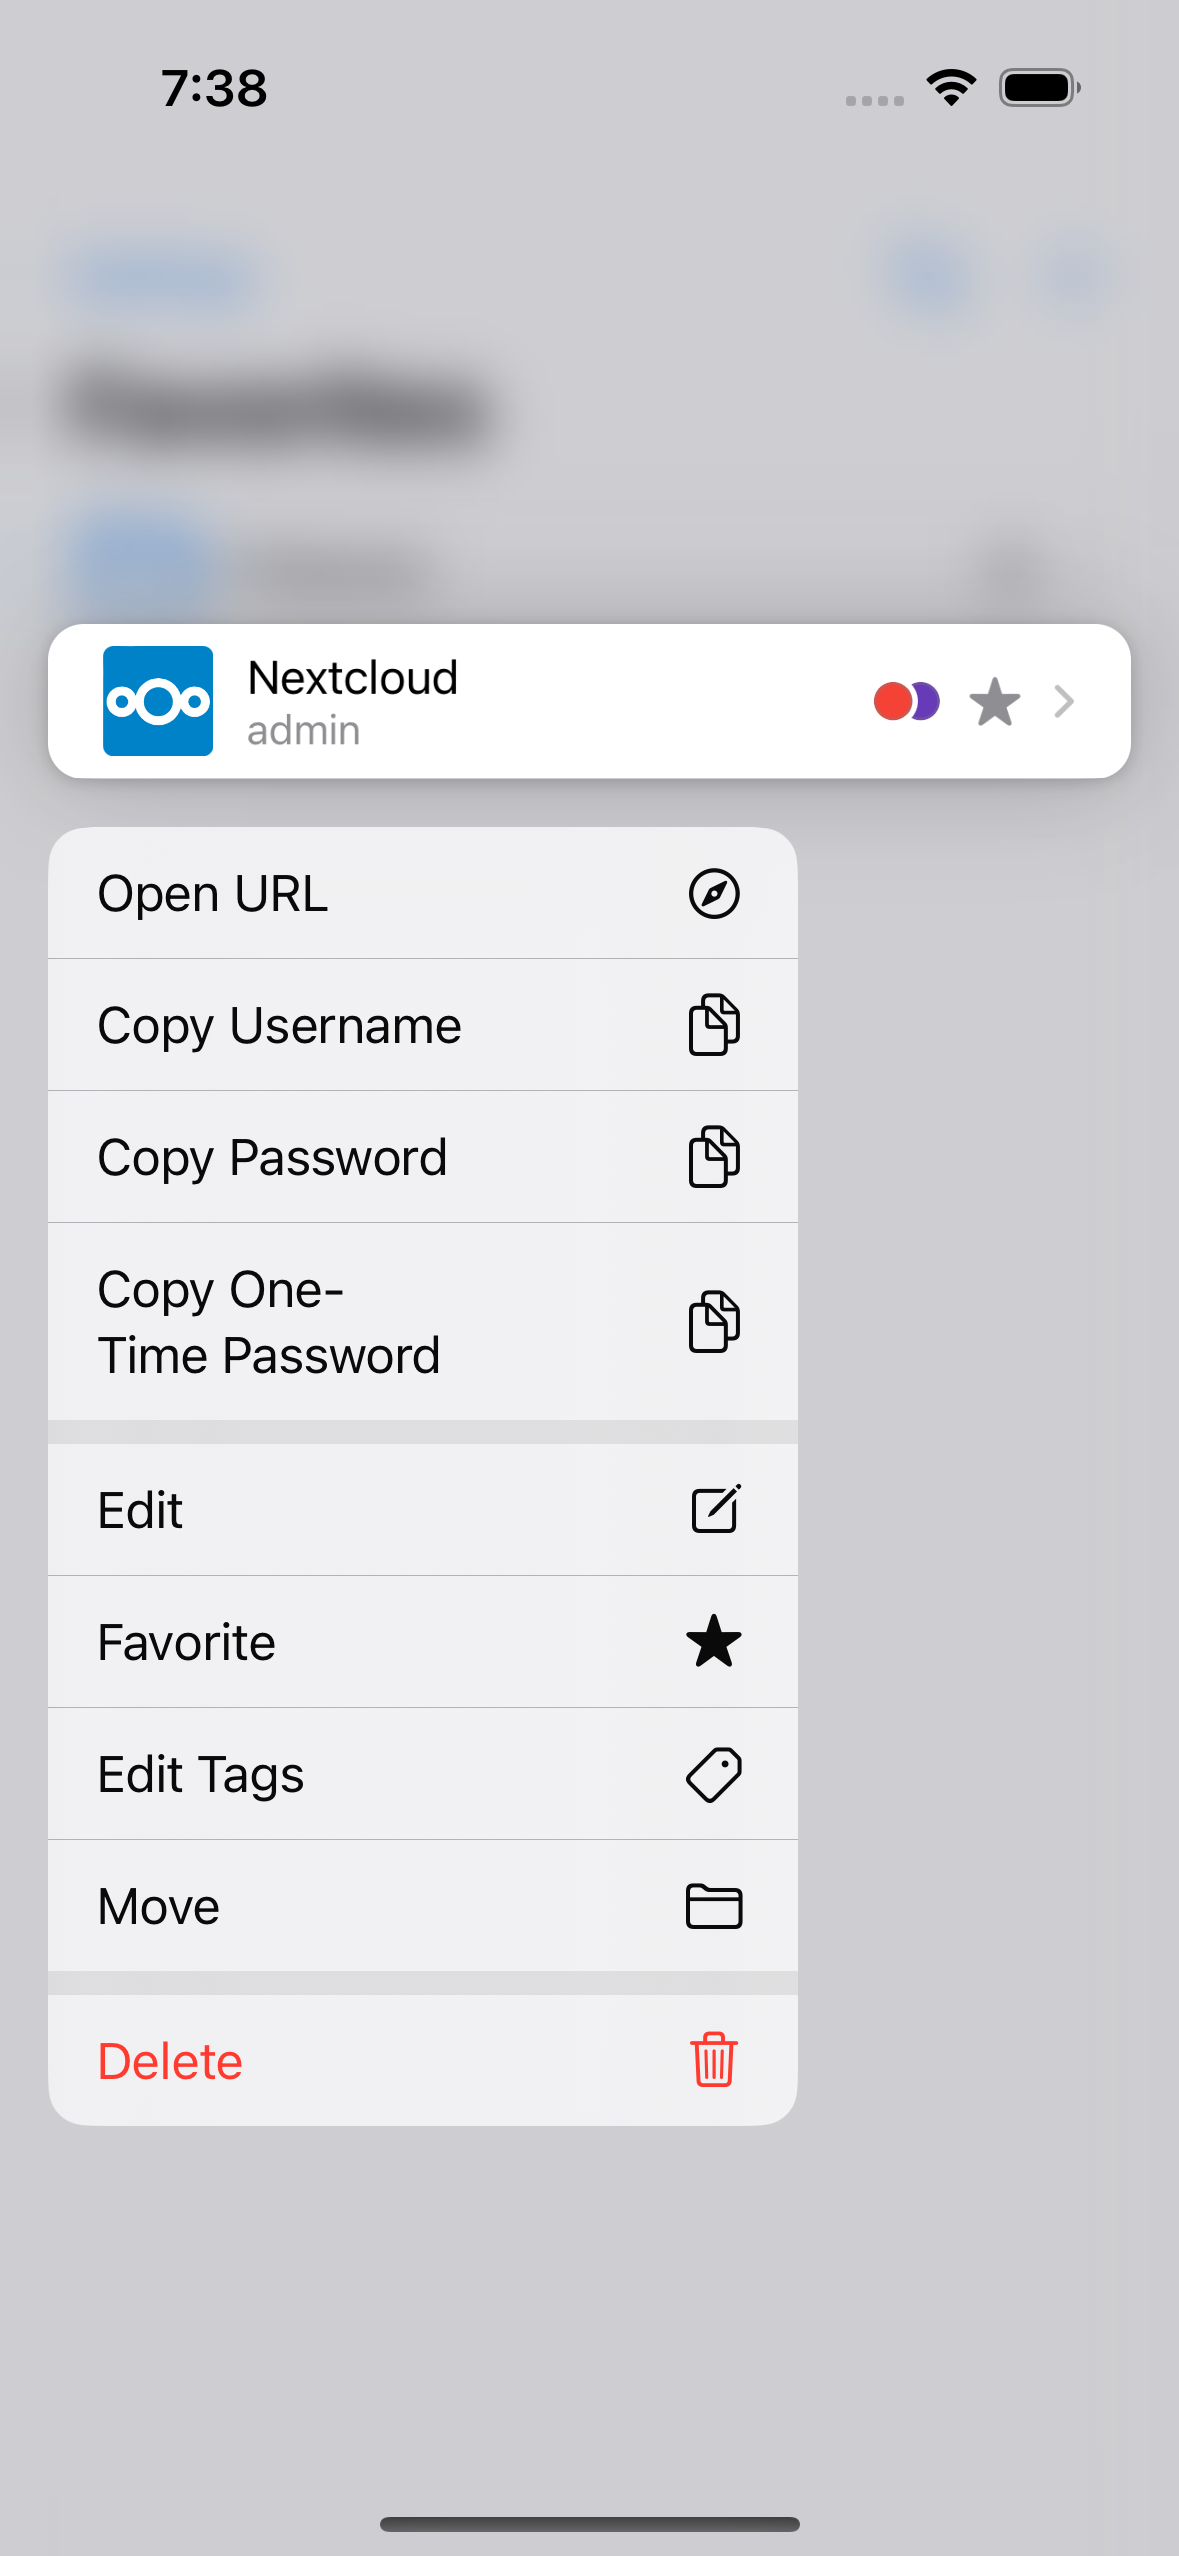 7:38
Nextcloud
admin
Open URL
Copy Username
Copy Password
Copy One-
Time Password
Edit
Favorite
Edit Tags
Move
Delete